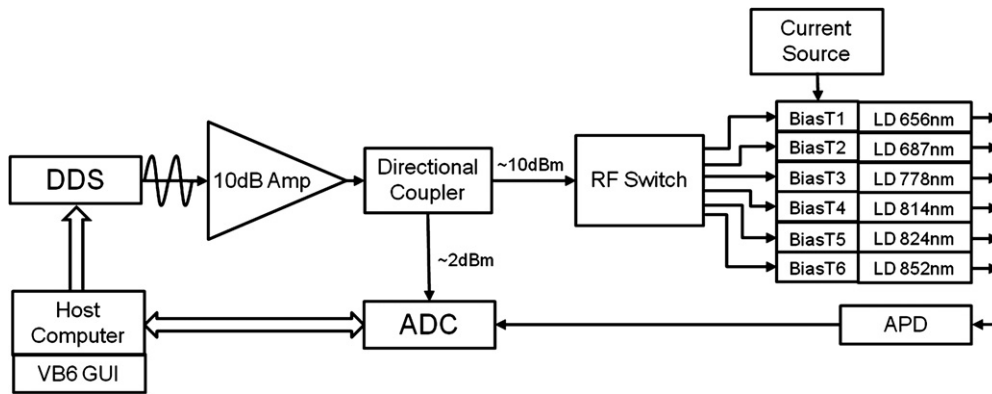 Current
Source
BiasT1 LD 656nm
BiasT2 LD 687nm
BiasT3 LD 778nm
BiasT4 LD 814nm
BiasT5 LD 824nm
BiasT6 LD 852nm
DDS
10dB Amp
Directional
Coupler
~10dBm
RF Switch
~2dBm
Host
Computer
VB6 GUI
ADC
APD